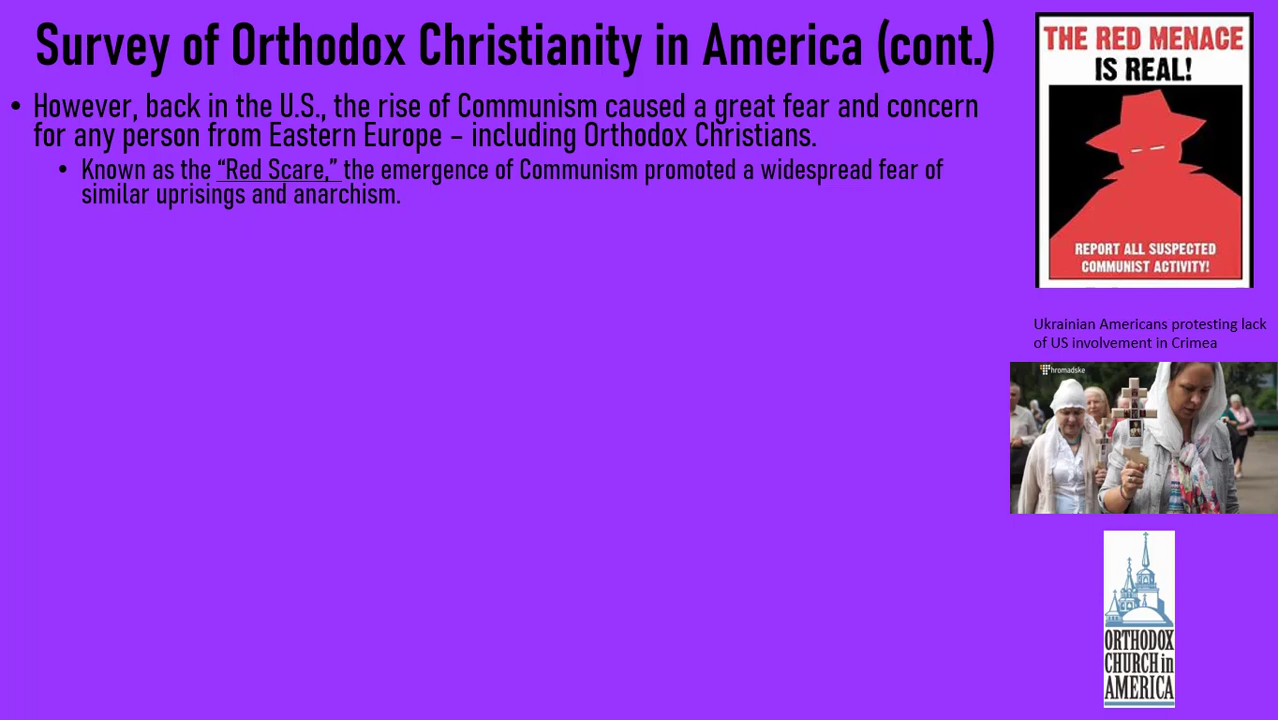 Survey of Orthodox Christianity in America (cont.)
• However, back in the U.S., the rise of Communism caused a great fear and concern
for any person from Eastern Europe – including Orthodox Christians.
• Known as the “Red Scare,” the emergence of Communism promoted a widespread fear of
similar uprisings and anarchism.
THE RED MENACE
IS REAL!
REPORT ALL SUSPECTED
COMMUNIST ACTIVITY!
Ukrainian Americans protesting lack
of US involvement in Crimea
hromadske
ORTHODOX
CHURCH in
AMERICA